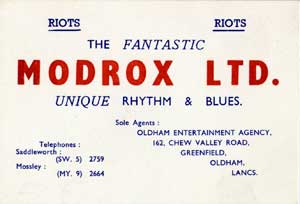 RIOTS RIOTS
THE FANTASTIC
MODROX LTD.
UNIQUE RHYTHM & BLUES.
Sole Agents :
OLDHAM ENTERTAINMENT AGENCY,
162, CHEW VALLEY ROAD,
GREENFIELD,
OLDHAM,
LANCS.
Telephones :
Saddleworth :
(SW. 5) 2759
Mossley :
(MY. 9) 2664